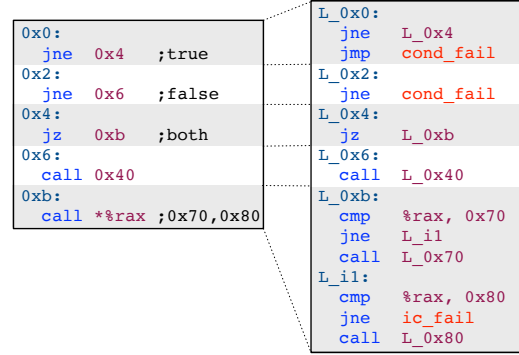 0x0:
jne 0x4 ;true
0x2:
jne 0x6 ;false
0x4:
jz 0xb ;both
0x6:
call 0x40
0xb:
call *%rax ;0x70,0x80
L_0x0:
jne L_0x4
jmp cond_fail
L_0x2:
jne cond_fail
L_0x4:
jz L_0xb
L_0x6:
call L_0x40
L_0xb:
cmp %rax, 0x70
jne L_i1
call L_0x70
L_i1:
cmp %rax, 0x80
jne ic_fail
call L_0x80